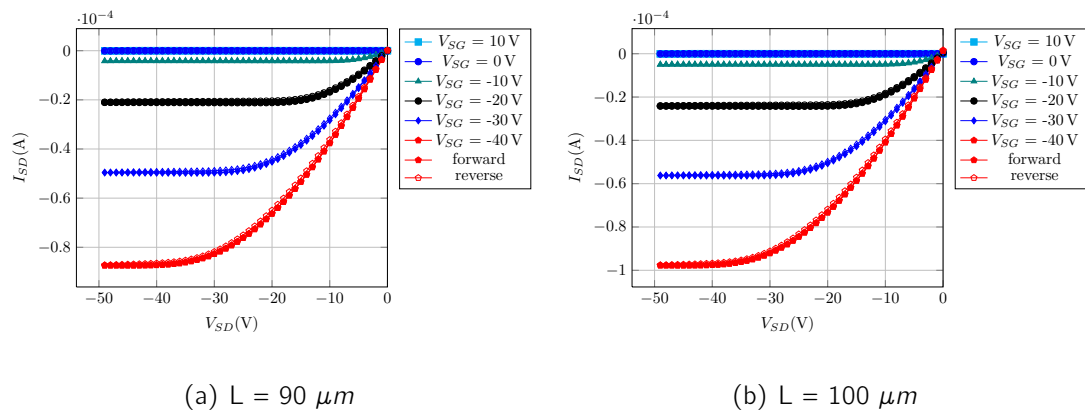 ·10⁻⁴
0
−0.2
−0.4
−0.6
−0.8
I_SD(A)
−50 −40 −30 −20 −10 0
V_SD(V)
V_SG = 10 V
V_SG = 0 V
V_SG = -10 V
V_SG = -20 V
V_SG = -30 V
V_SG = -40 V
forward
reverse
(a) L = 90 μm
·10⁻⁴
0
−0.2
−0.4
−0.6
−0.8
−1
I_SD(A)
−50 −40 −30 −20 −10 0
V_SD(V)
V_SG = 10 V
V_SG = 0 V
V_SG = -10 V
V_SG = -20 V
V_SG = -30 V
V_SG = -40 V
forward
reverse
(b) L = 100 μm